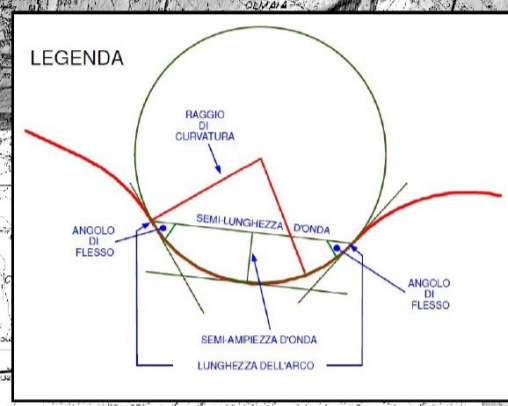 LEGENDA
RAGGIO
DI
CURVATURA
SEMI-LUNGHEZZA D'ONDA
ANGOLO
DI
FLESSO
ANGOLO
DI
FLESSO
SEMI-AMPIEZZA D'ONDA
LUNGHEZZA DELL'ARCO